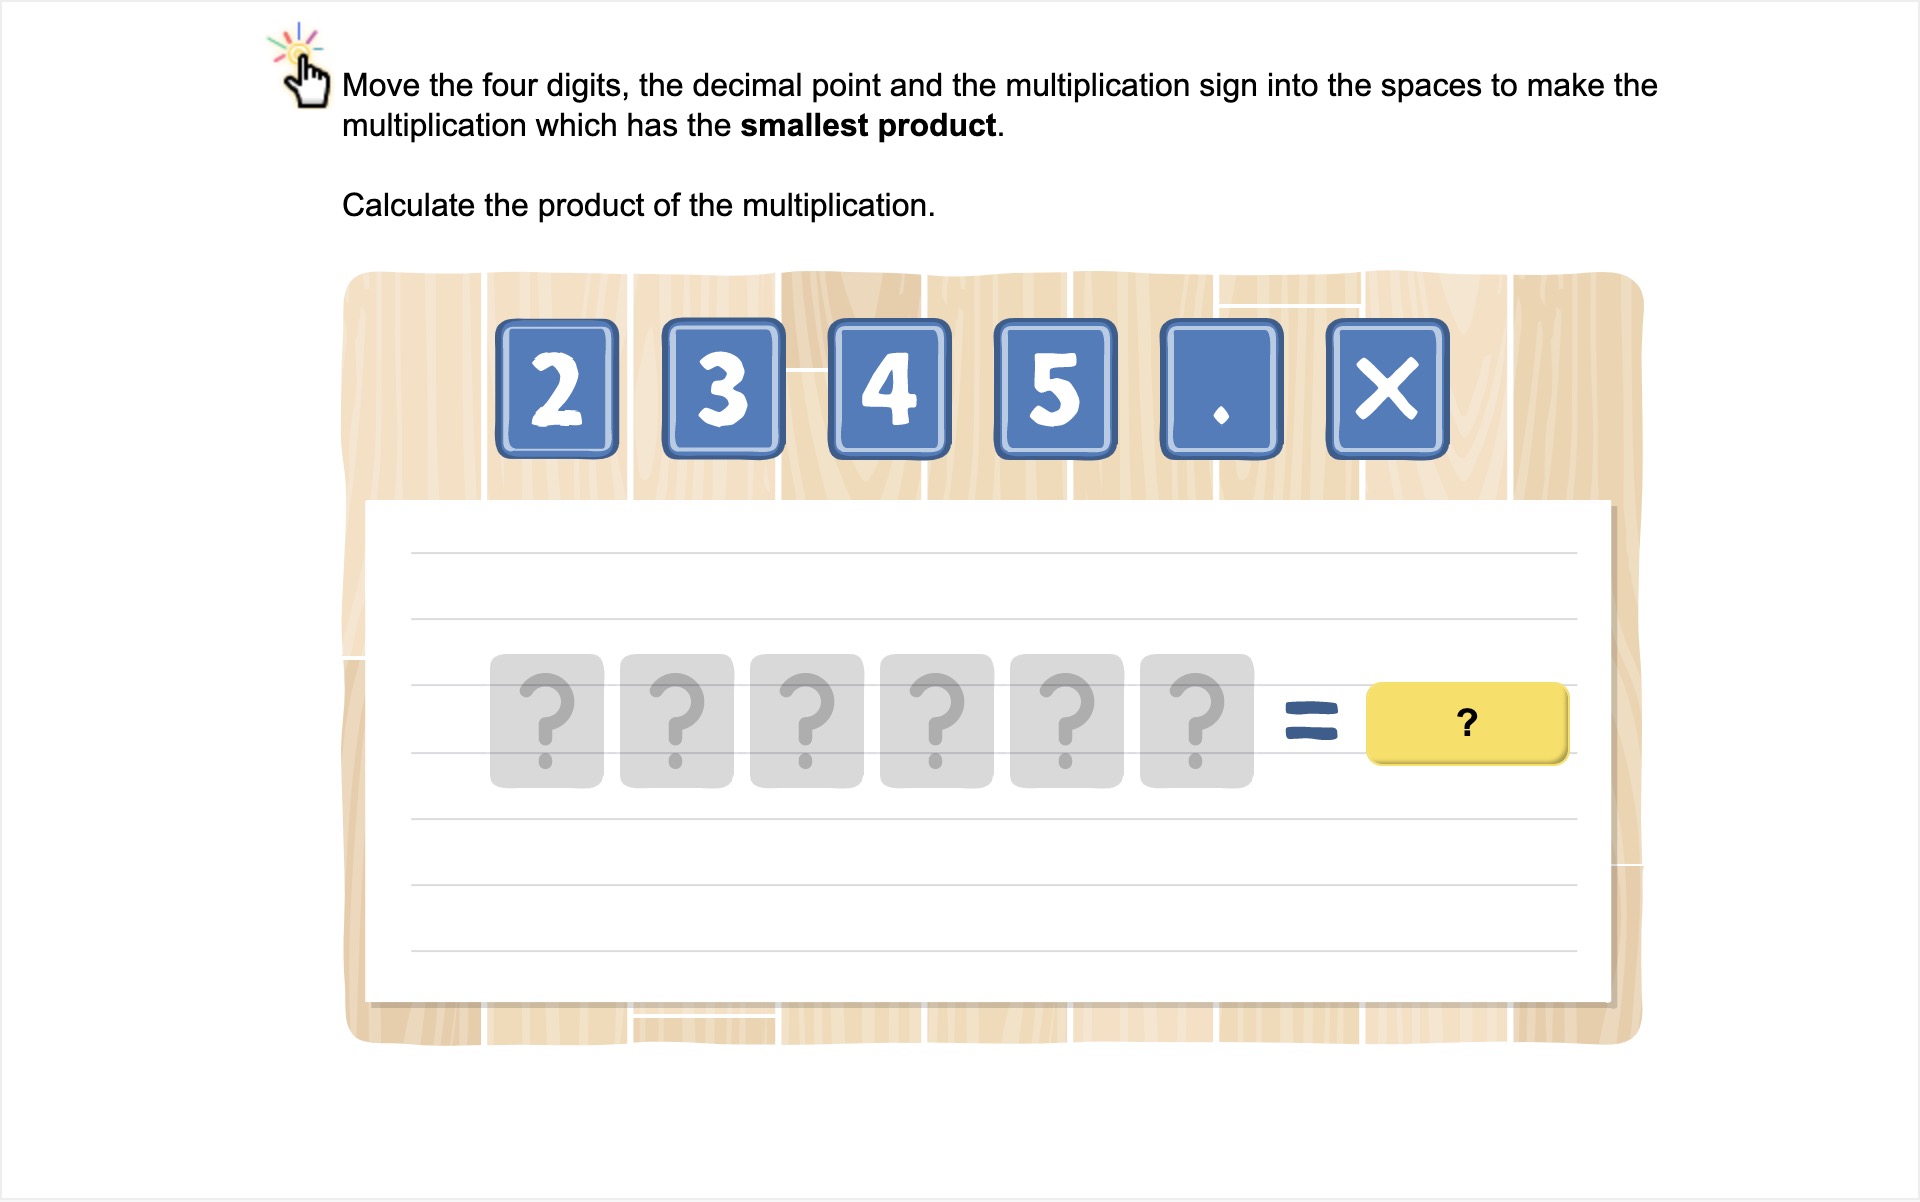 Move the four digits, the decimal point and the multiplication sign into the spaces to make the
multiplication which has the smallest product.
Calculate the product of the multiplication.
2 3 4 5 . ×
? ? ? ? ? ? = ?